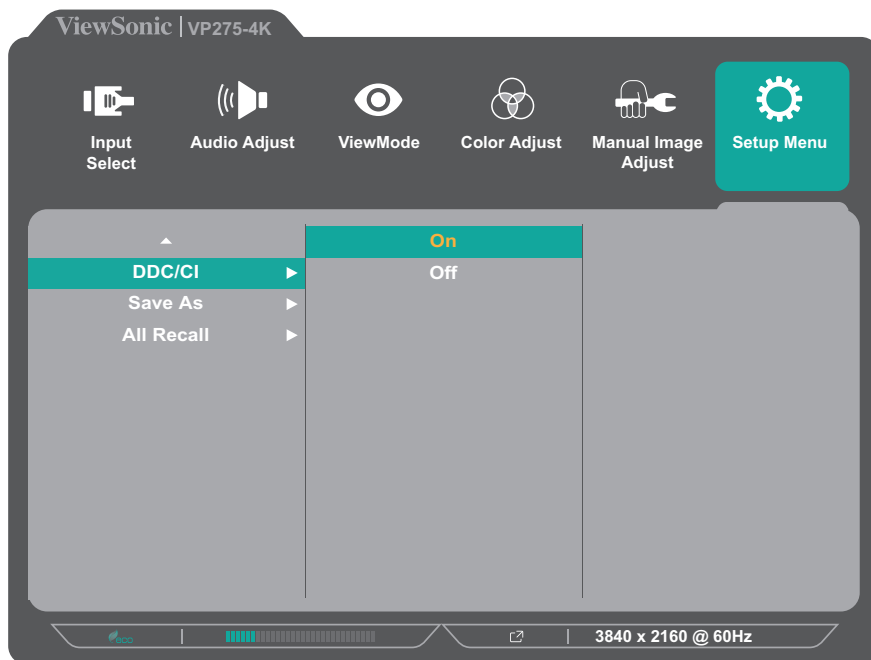 ViewSonic | VP275-4K
Input Select
Audio Adjust
ViewMode
Color Adjust
Manual Image Adjust
Setup Menu
On
DDC/CI
Off
Save As
All Recall
eco
3840 x 2160 @ 60Hz